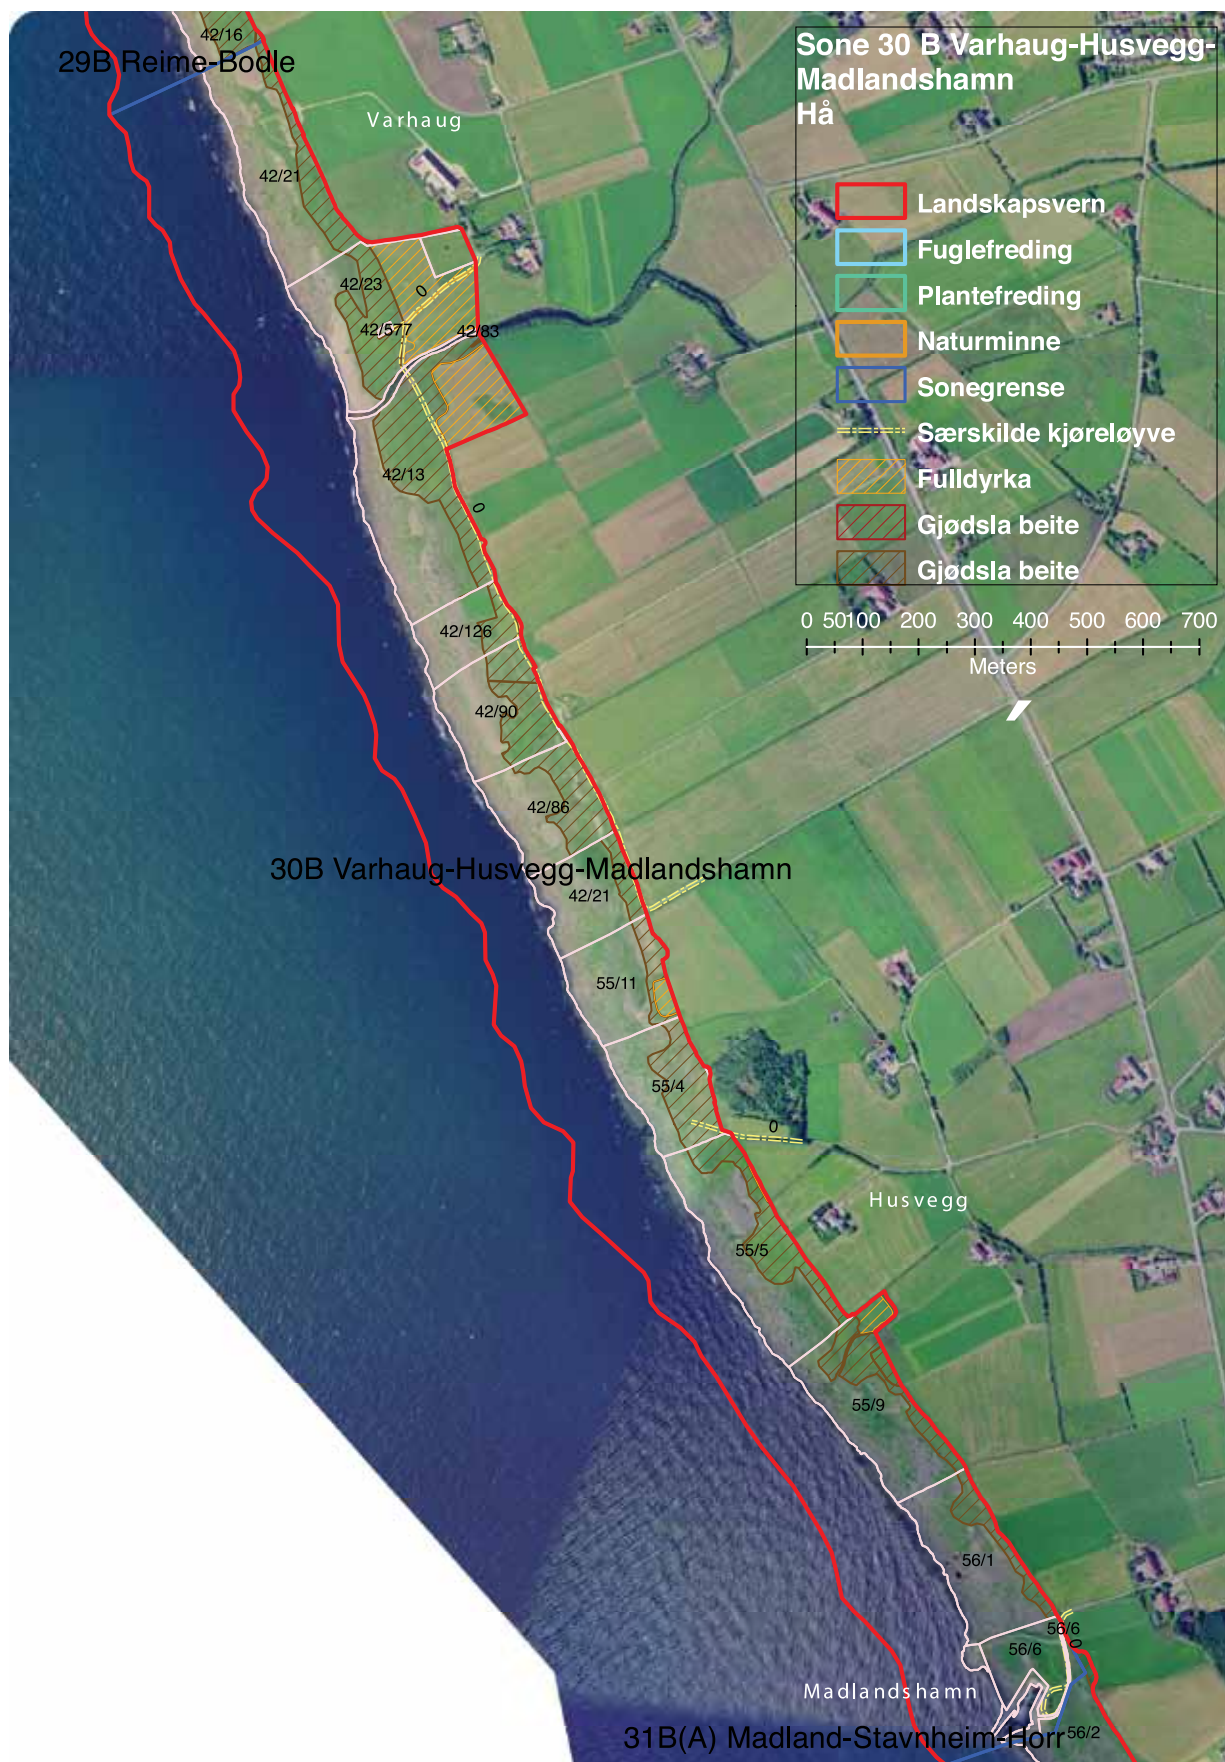 42/16
29B Reime-Bodle
Varhaug
42/21
42/23
0
42/577
42/83
42/13
0
42/126
42/90
42/86
30B Varhaug-Husvegg-Madlandshamn
42/21
55/11
55/4
0
Husvegg
55/5
55/9
56/1
56/6
56/6
0
Madlandshamn
31B(A) Madland-Stavnheim-Horr
56/2
Sone 30 B Varhaug-Husvegg-
Madlandshamn
Hå
Landskapsvern
Fuglefreding
Plantefreding
Naturminne
Sonegrense
Særskilde kjøreløyve
Fulldyrka
Gjødsla beite
Gjødsla beite
0 50100 200 300 400 500 600 700
Meters